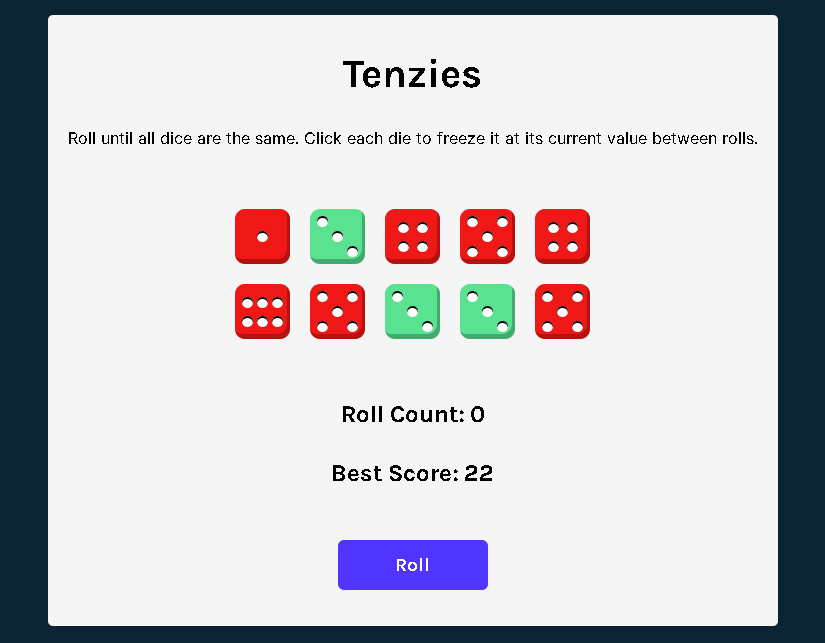 Tenzies
Roll until all dice are the same. Click each die to freeze it at its current value between rolls.
Roll Count: 0
Best Score: 22
Roll